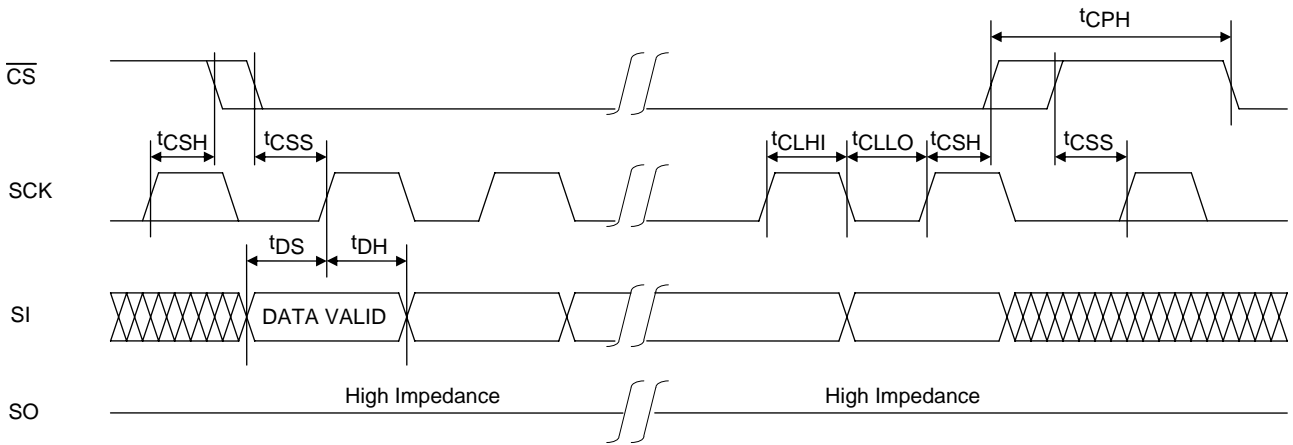 tCPH
CS
tCSH tCSS tCLHI tCLLO tCSH tCSS
SCK
tDS tDH
SI DATA VALID
High Impedance High Impedance
SO